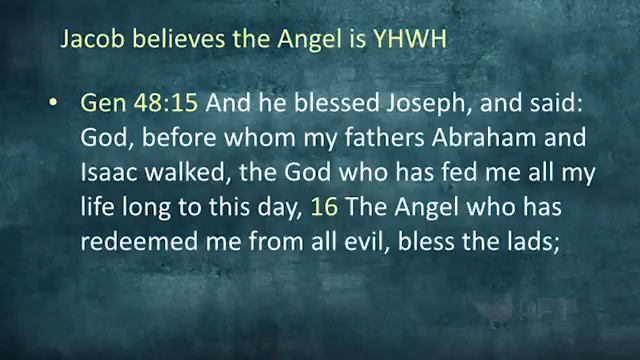 Jacob believes the Angel is YHWH
• Gen 48:15 And he blessed Joseph, and said:
God, before whom my fathers Abraham and
Isaac walked, the God who has fed me all my
life long to this day, 16 The Angel who has
redeemed me from all evil, bless the lads;